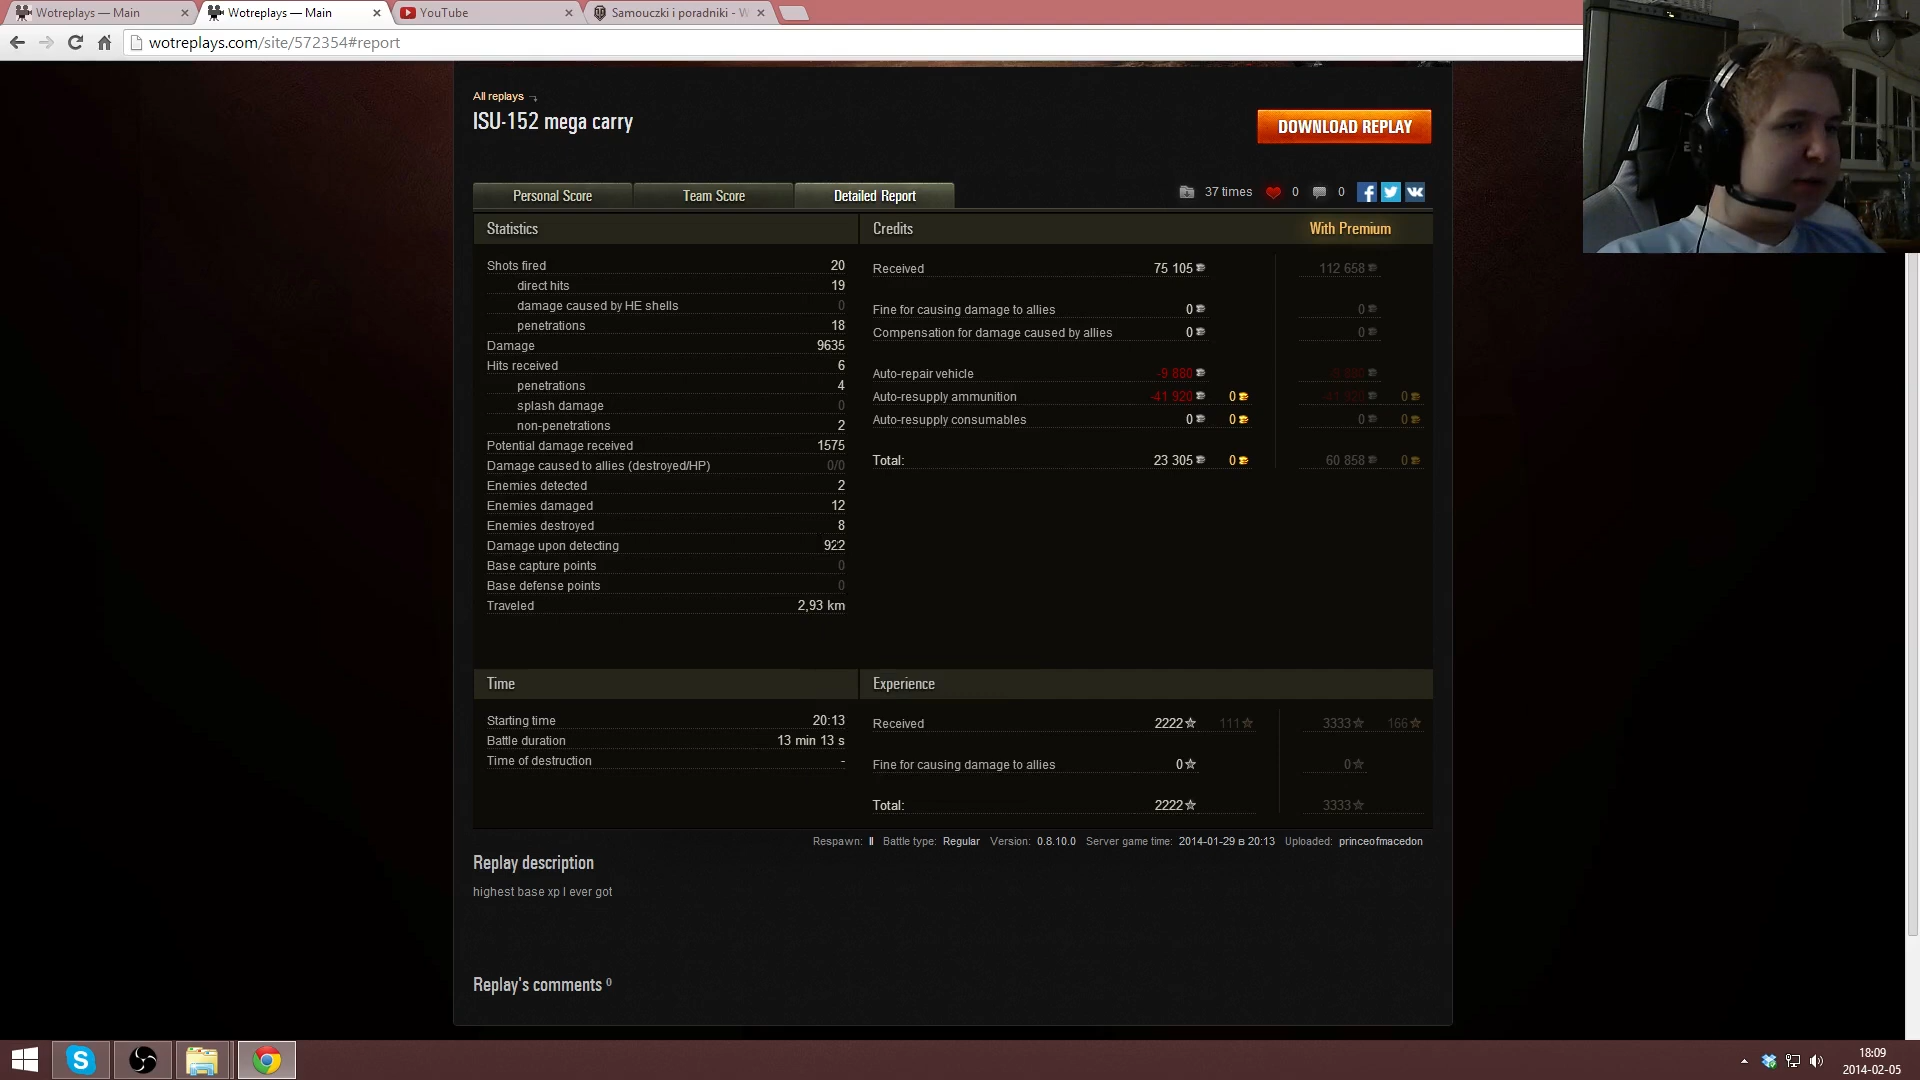 Wotreplays — Main
Wotreplays — Main
YouTube
Samouczki i poradniki - W
wotreplays.com/site/572354#report
All replays
ISU-152 mega carry
DOWNLOAD REPLAY
Personal Score
Team Score
Detailed Report
37 times 0 0
Statistics
Shots fired 20
direct hits 19
damage caused by HE shells 0
penetrations 18
Damage 9635
Hits received 6
penetrations 4
splash damage 0
non-penetrations 2
Potential damage received 1575
Damage caused to allies (destroyed/HP) 0/0
Enemies detected 2
Enemies damaged 12
Enemies destroyed 8
Damage upon detecting 922
Base capture points 0
Base defense points 0
Traveled 2,93 km
Credits With Premium
Received 75 105 112 658
Fine for causing damage to allies 0 0
Compensation for damage caused by allies 0 0
Auto-repair vehicle -9 880 -9 880
Auto-resupply ammunition -41 920 0 -41 920 0
Auto-resupply consumables 0 0 0 0
Total: 23 305 0 60 858 0
Time
Starting time 20:13
Battle duration 13 min 13 s
Time of destruction -
Experience
Received 2222 111 3333 166
Fine for causing damage to allies 0 0
Total: 2222 3333
Respawn: II Battle type: Regular Version: 0.8.10.0 Server game time: 2014-01-29 в 20:13 Uploaded: princeofmacedon
Replay description
highest base xp I ever got
Replay's comments 0
18:09
2014-02-05